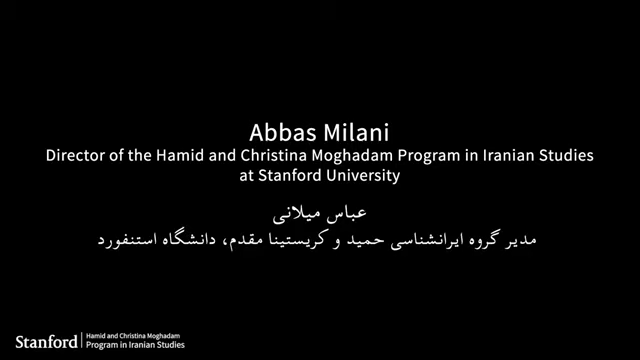 Abbas Milani
Director of the Hamid and Christina Moghadam Program in Iranian Studies
at Stanford University
عباس میلانی
مدیر گروه ایرانشناسی حمید و کریستینا مقدم، دانشگاه استنفورد
Stanford
Hamid and Christina Moghadam
Program in Iranian Studies